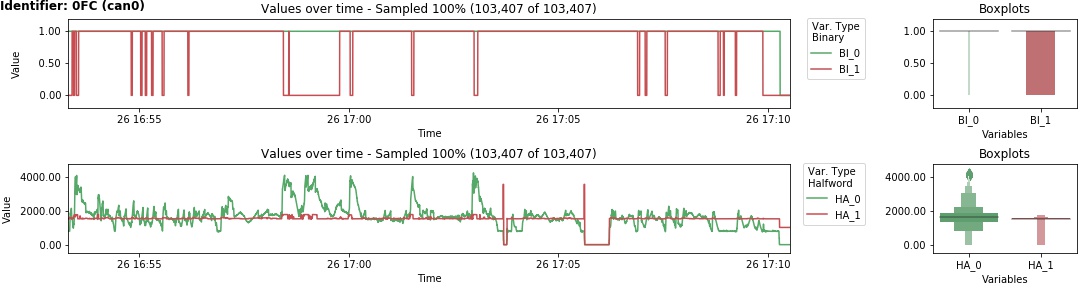 Identifier: 0FC (can0)
Values over time - Sampled 100% (103,407 of 103,407)
Value
1.00
0.50
0.00
26 16:55
26 17:00
26 17:05
26 17:10
Time
Var. Type
Binary
BI_0
BI_1
Boxplots
1.00
0.50
0.00
BI_0
BI_1
Variables
Values over time - Sampled 100% (103,407 of 103,407)
Value
4000.00
2000.00
0.00
26 16:55
26 17:00
26 17:05
26 17:10
Time
Var. Type
Halfword
HA_0
HA_1
Boxplots
4000.00
2000.00
0.00
HA_0
HA_1
Variables